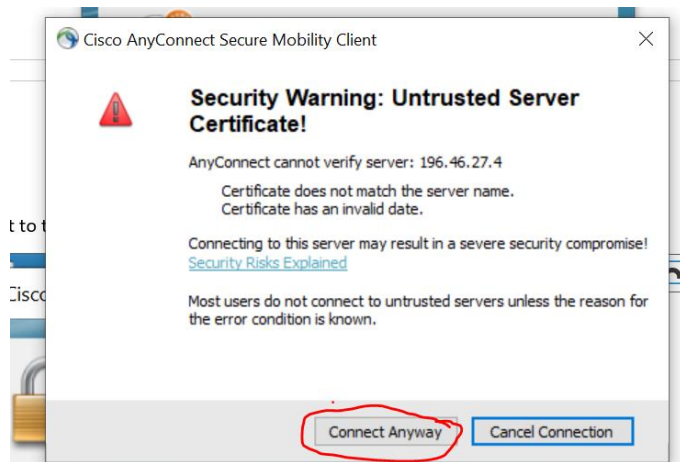 Cisco AnyConnect Secure Mobility Client
Security Warning: Untrusted Server
Certificate!
AnyConnect cannot verify server: 196.46.27.4
Certificate does not match the server name.
Certificate has an invalid date.
t to t
Connecting to this server may result in a severe security compromise!
Security Risks Explained
Cisco
Most users do not connect to untrusted servers unless the reason for
the error condition is known.
Connect Anyway Cancel Connection